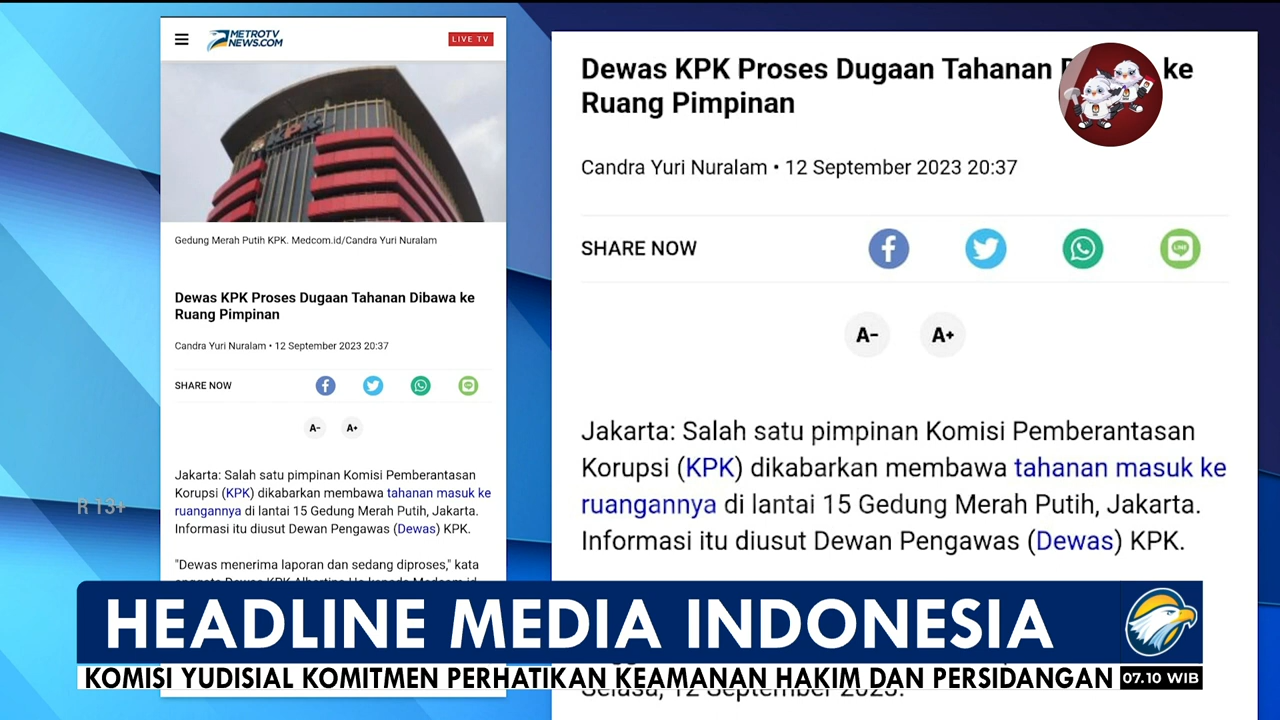 METROTV
NEWS.COM
LIVE TV
KPK
Gedung Merah Putih KPK. Medcom.id/Candra Yuri Nuralam
Dewas KPK Proses Dugaan Tahanan Dibawa ke
Ruang Pimpinan
Candra Yuri Nuralam • 12 September 2023 20:37
SHARE NOW
A- A+
Jakarta: Salah satu pimpinan Komisi Pemberantasan
Korupsi (KPK) dikabarkan membawa tahanan masuk ke
ruangannya di lantai 15 Gedung Merah Putih, Jakarta.
Informasi itu diusut Dewan Pengawas (Dewas) KPK.
"Dewas menerima laporan dan sedang diproses," kata
Dewas KPK Proses Dugaan Tahanan ke
Ruang Pimpinan
Candra Yuri Nuralam • 12 September 2023 20:37
SHARE NOW
LINE
A- A+
Jakarta: Salah satu pimpinan Komisi Pemberantasan
Korupsi (KPK) dikabarkan membawa tahanan masuk ke
ruangannya di lantai 15 Gedung Merah Putih, Jakarta.
Informasi itu diusut Dewan Pengawas (Dewas) KPK.
Selasa, 12 September 2023.
R 13+
HEADLINE MEDIA INDONESIA
KOMISI YUDISIAL KOMITMEN PERHATIKAN KEAMANAN HAKIM DAN PERSIDANGAN
07.10 WIB